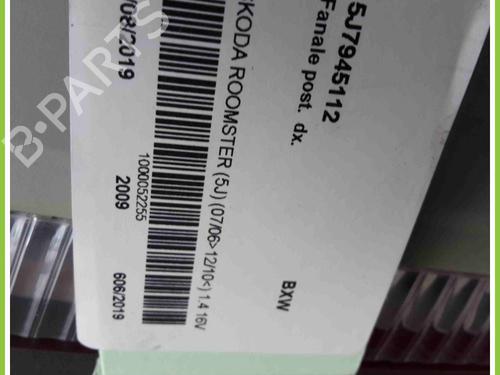 5J7945112
Fanale post. dx.
BXW
KODA ROOMSTER (5J) (07/06>12/10<) 1.4 16V
1000052255
/08/2019
2009
606/2019
B-PARTS